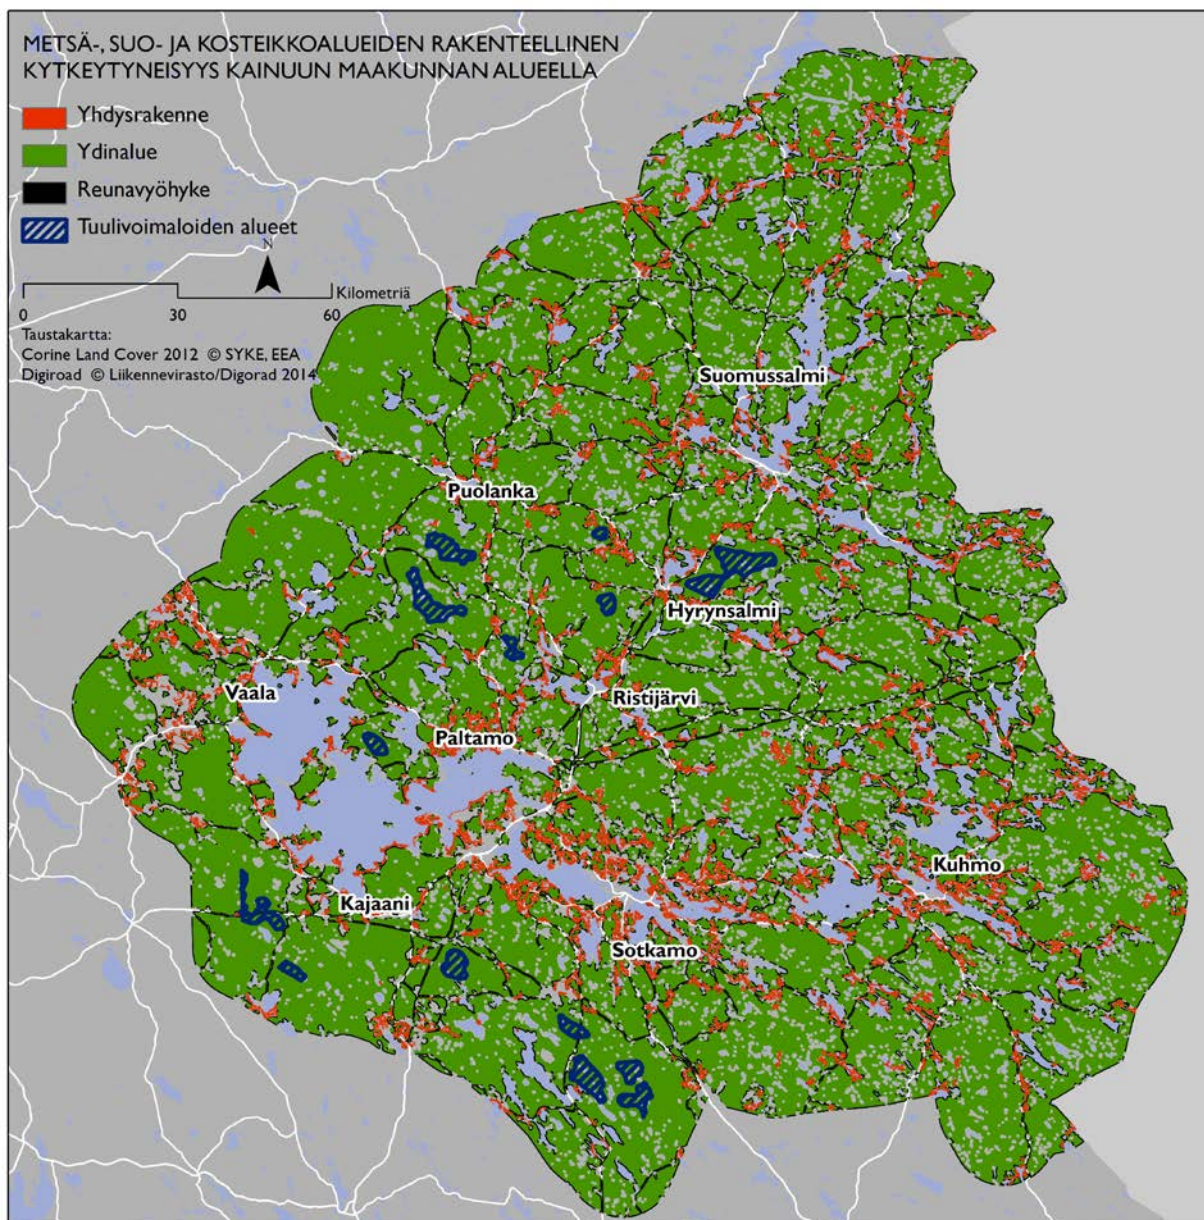 METSÄ-, SUO- JA KOSTEIKKOALUEIDEN RAKENTEELLINEN
KYTKEYTYNEISYYS KAINUUN MAAKUNNAN ALUEELLA
Yhdysrakenne
Ydinalue
Reunavyöhyke
Tuulivoimaloiden alueet
N
Kilometriä
0 30 60
Taustakartta:
Corine Land Cover 2012 © SYKE, EEA
Digiroad © Liikennevirasto/Digorad 2014
Suomussalmi
Puolanka
Hyrynsalmi
Vaala
Ristijärvi
Paltamo
Kuhmo
Kajaani
Sotkamo